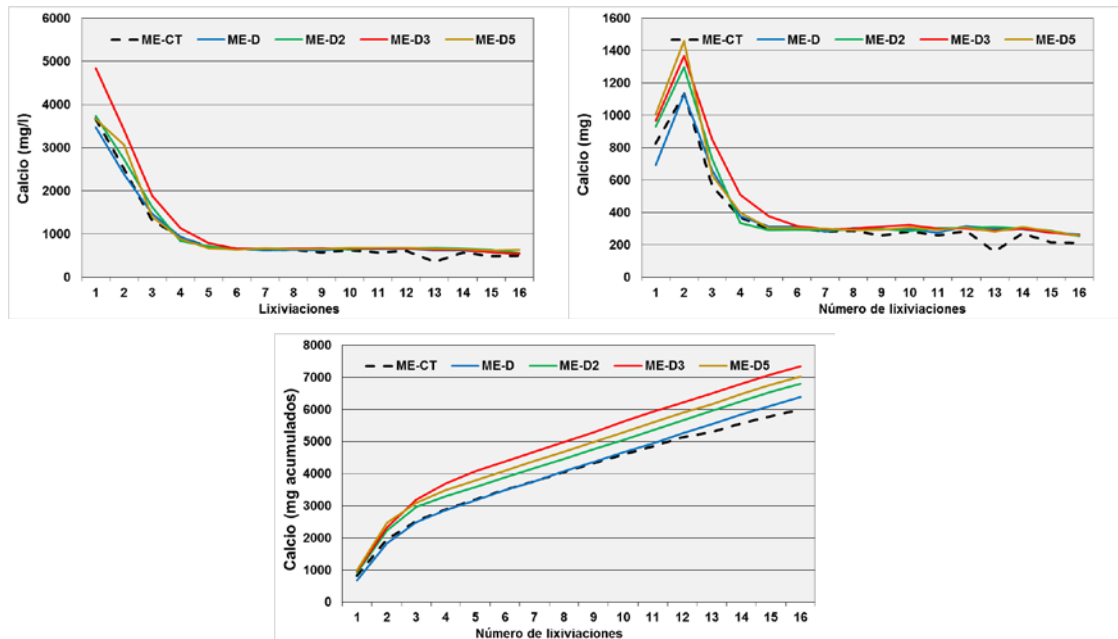 6000
5000
4000
3000
2000
1000
0
Calcio (mg/l)
ME-CT ME-D ME-D2 ME-D3 ME-D5
1 2 3 4 5 6 7 8 9 10 11 12 13 14 15 16
Lixiviaciones
1600
1400
1200
1000
800
600
400
200
0
Calcio (mg)
ME-CT ME-D ME-D2 ME-D3 ME-D5
1 2 3 4 5 6 7 8 9 10 11 12 13 14 15 16
Número de lixiviaciones
8000
7000
6000
5000
4000
3000
2000
1000
0
Calcio (mg acumulados)
ME-CT ME-D ME-D2 ME-D3 ME-D5
1 2 3 4 5 6 7 8 9 10 11 12 13 14 15 16
Número de lixiviaciones